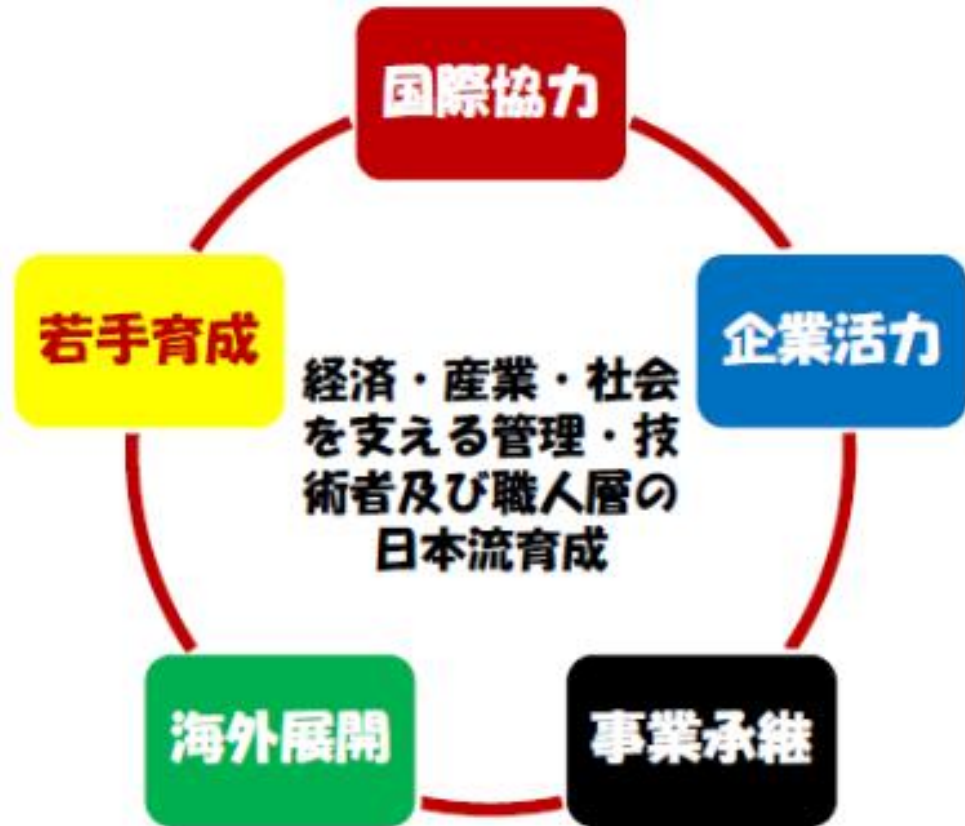 国際協力
若手育成
企業活力
経済・産業・社会
を支える管理・技
術者及び職人層の
日本流育成
海外展開
事業承継